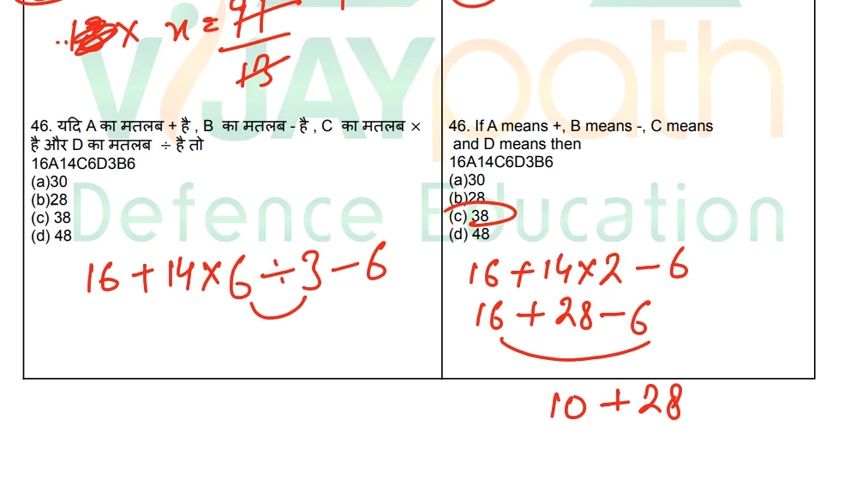 x n =
VIJAYpath
46. यदि A का मतलब + है , B का मतलब - है , C का मतलब ×
है और D का मतलब ÷ है तो
16A14C6D3B6
(a)30
(b)28
(c) 38
(d) 48
16 + 14 × 6 ÷ 3 - 6
46. If A means +, B means -, C means
and D means then
16A14C6D3B6
(a)30
(b)28
(c) 38
(d) 48
16 + 14 × 2 - 6
16 + 28 - 6
10 + 28
Defence Education